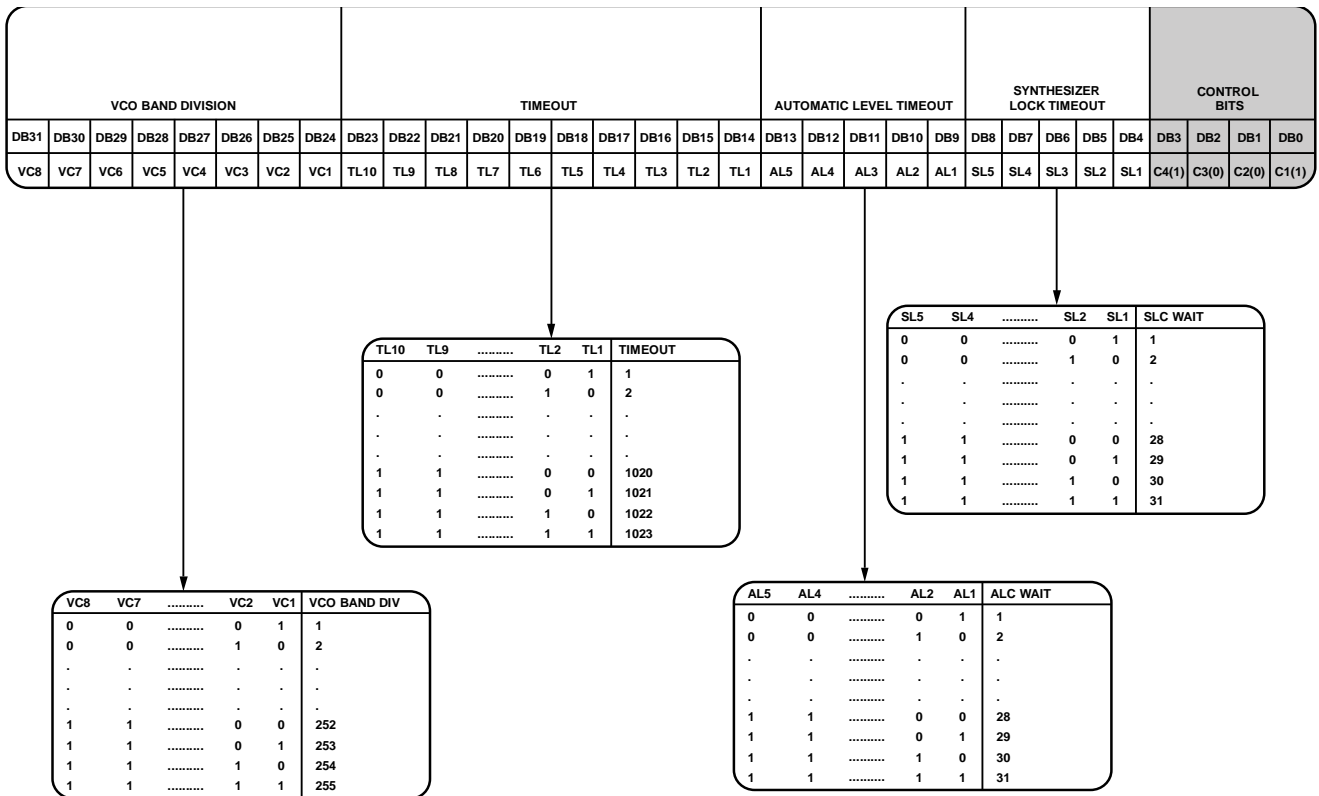 VCO BAND DIVISION
TIMEOUT
AUTOMATIC LEVEL TIMEOUT
SYNTHESIZER
LOCK TIMEOUT
CONTROL
BITS
DB31 DB30 DB29 DB28 DB27 DB26 DB25 DB24 DB23 DB22 DB21 DB20 DB19 DB18 DB17 DB16 DB15 DB14 DB13 DB12 DB11 DB10 DB9 DB8 DB7 DB6 DB5 DB4 DB3 DB2 DB1 DB0
VC8 VC7 VC6 VC5 VC4 VC3 VC2 VC1 TL10 TL9 TL8 TL7 TL6 TL5 TL4 TL3 TL2 TL1 AL5 AL4 AL3 AL2 AL1 SL5 SL4 SL3 SL2 SL1 C4(1) C3(0) C2(0) C1(1)
SL5 SL4 .......... SL2 SL1 SLC WAIT
0 0 .......... 0 1 1
0 0 .......... 1 0 2
. . .......... . . .
. . .......... . . .
. . .......... . . .
1 1 .......... 0 0 28
1 1 .......... 0 1 29
1 1 .......... 1 0 30
1 1 .......... 1 1 31
TL10 TL9 .......... TL2 TL1 TIMEOUT
0 0 .......... 0 1 1
0 0 .......... 1 0 2
. . .......... . . .
. . .......... . . .
. . .......... . . .
1 1 .......... 0 0 1020
1 1 .......... 0 1 1021
1 1 .......... 1 0 1022
1 1 .......... 1 1 1023
VC8 VC7 .......... VC2 VC1 VCO BAND DIV
0 0 .......... 0 1 1
0 0 .......... 1 0 2
. . .......... . . .
. . .......... . . .
. . .......... . . .
1 1 .......... 0 0 252
1 1 .......... 0 1 253
1 1 .......... 1 0 254
1 1 .......... 1 1 255
AL5 AL4 .......... AL2 AL1 ALC WAIT
0 0 .......... 0 1 1
0 0 .......... 1 0 2
. . .......... . . .
. . .......... . . .
. . .......... . . .
1 1 .......... 0 0 28
1 1 .......... 0 1 29
1 1 .......... 1 0 30
1 1 .......... 1 1 31